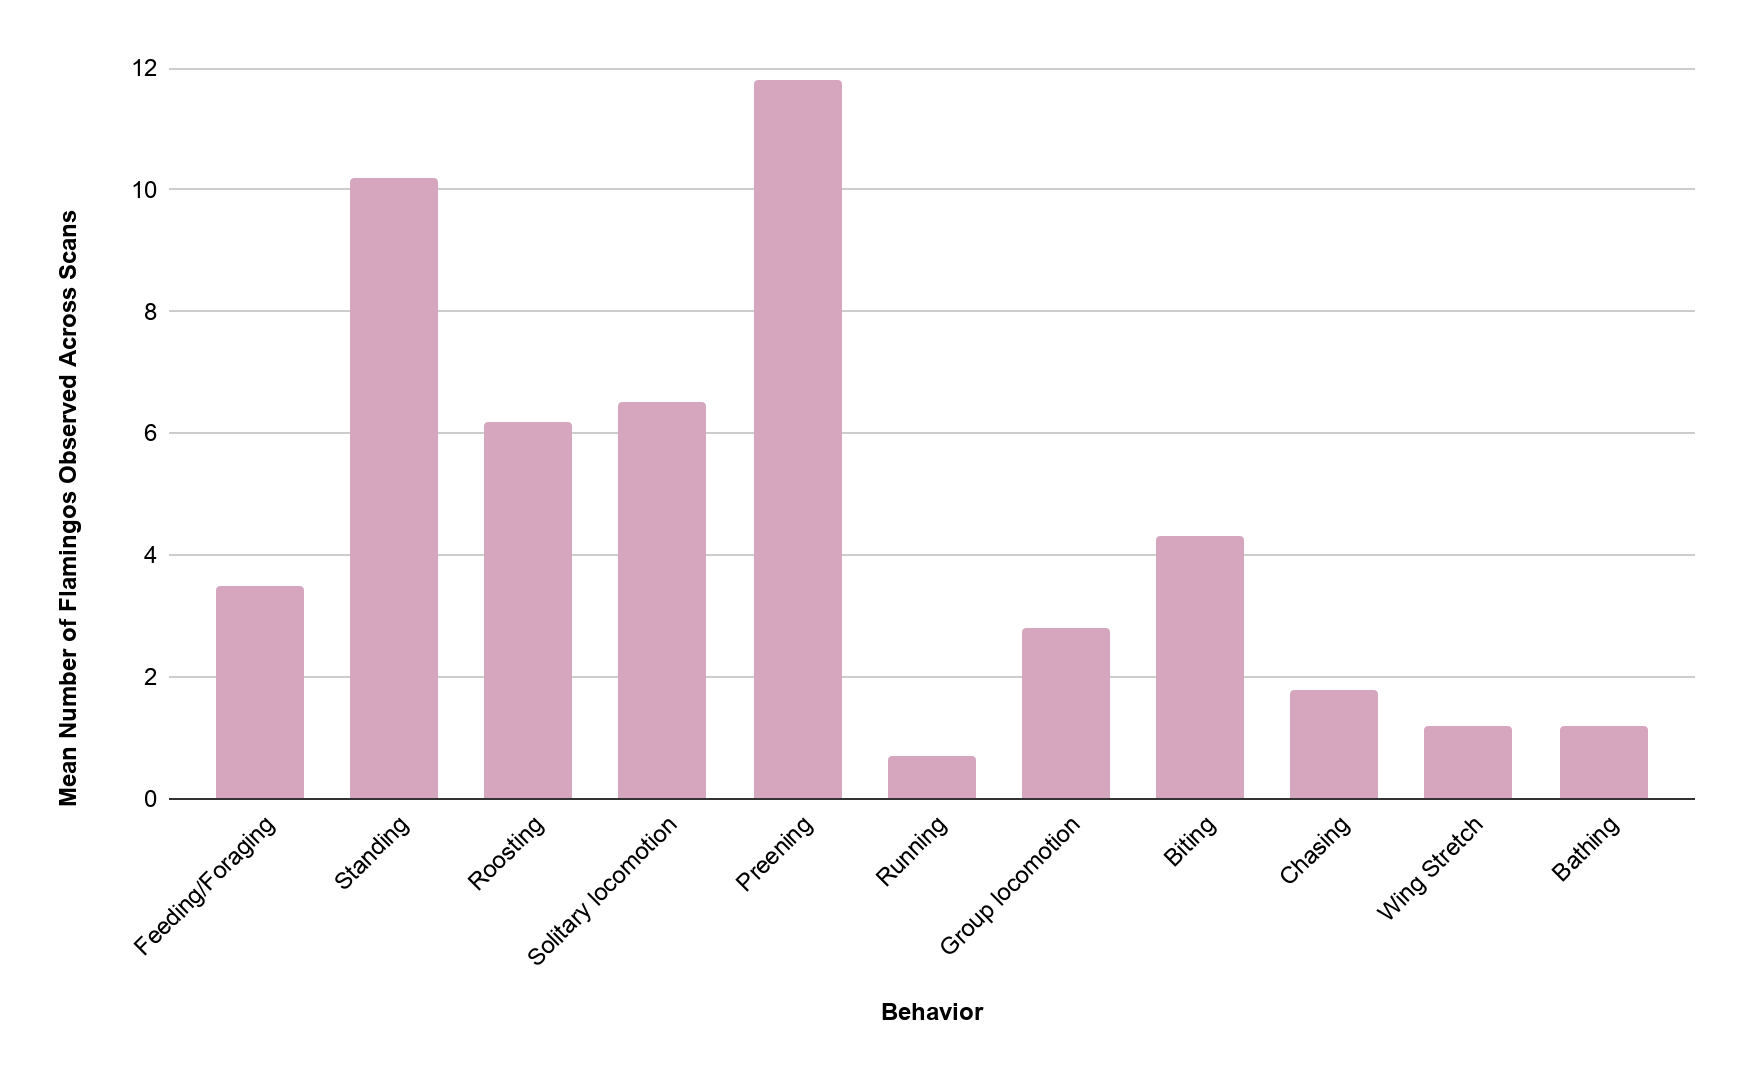 Mean Number of Flamingos Observed Across Scans
12
10
8
6
4
2
0
Feeding/Foraging
Standing
Roosting
Solitary locomotion
Preening
Running
Group locomotion
Biting
Chasing
Wing Stretch
Bathing
Behavior